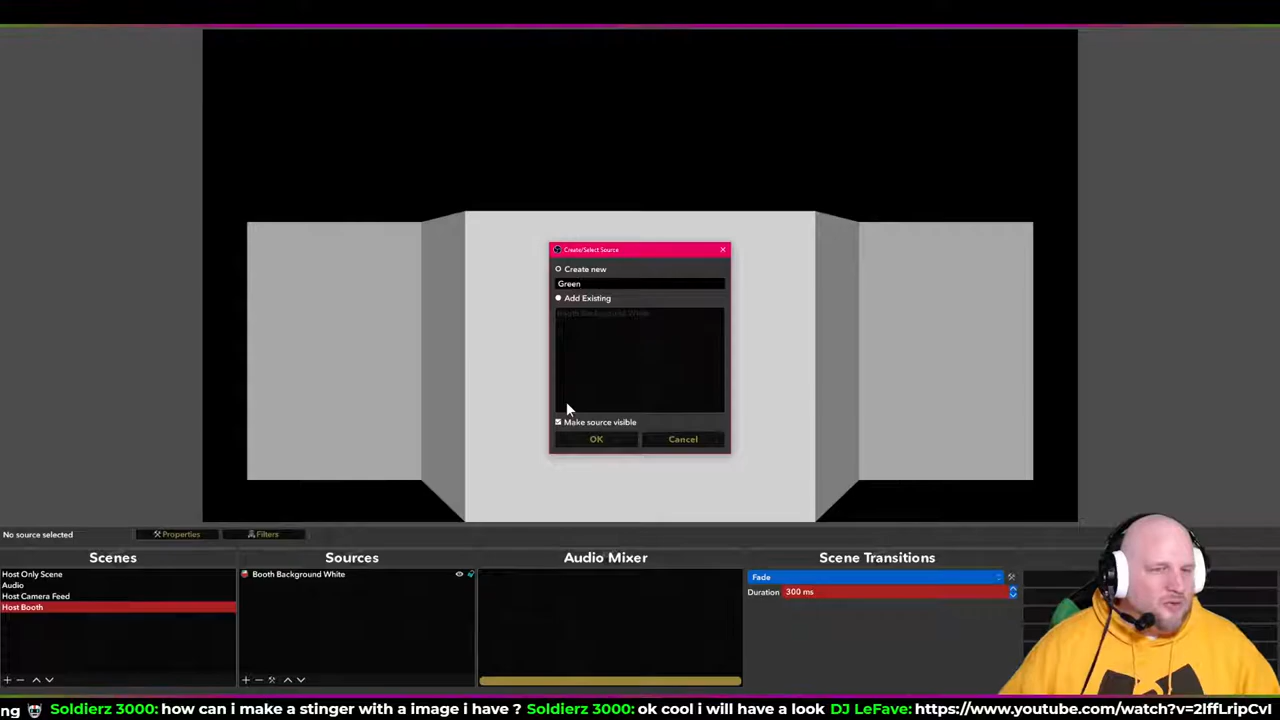 Create/Select Source
Create new
Green
Add Existing
Make source visible
OK
Cancel
No source selected
Properties
Filters
Scenes
Sources
Audio Mixer
Scene Transitions
Host Only Scene
Audio
Host Camera Feed
Host Booth
Booth Background White
Fade
Duration
300 ms
ng Soldierz 3000: how can i make a stinger with a image i have ? Soldierz 3000: ok cool i will have a look DJ LeFave: https://www.youtube.com/watch?v=2lffLripCvI